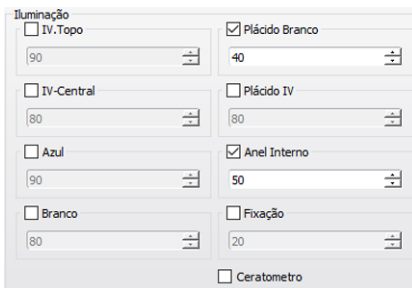 Iluminação
IV.Topo
Plácido Branco
90
40
IV-Central
Plácido IV
80
80
Azul
Anel Interno
90
50
Branco
Fixação
80
20
Ceratometro